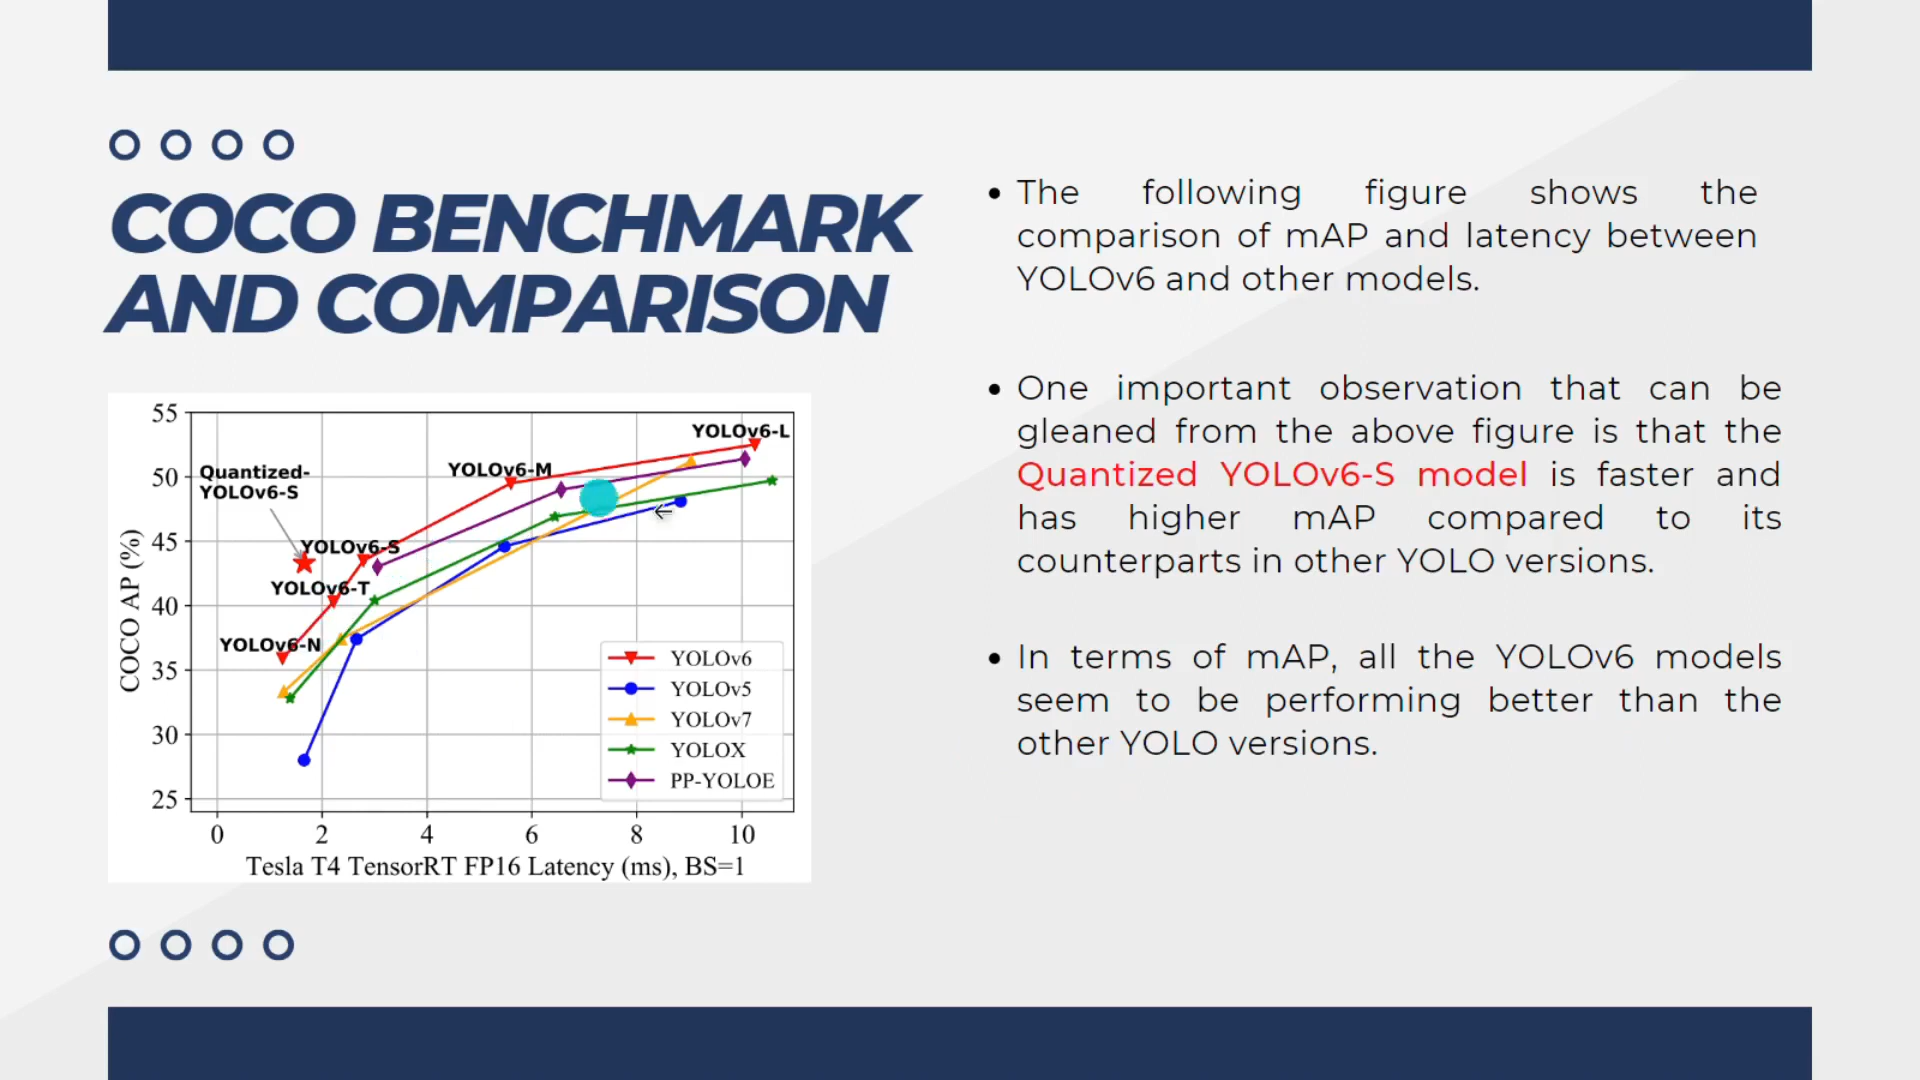 COCO BENCHMARK
AND COMPARISON
55
50
45
40
35
30
25
COCO AP (%)
YOLOv6-L
YOLOv6-M
Quantized-
YOLOv6-S
YOLOv6-S
YOLOv6-T
YOLOv6-N
YOLOv6
YOLOv5
YOLOv7
YOLOX
PP-YOLOE
0 2 4 6 8 10
Tesla T4 TensorRT FP16 Latency (ms), BS=1
The following figure shows the
comparison of mAP and latency between
YOLOv6 and other models.
One important observation that can be
gleaned from the above figure is that the
Quantized YOLOv6-S model is faster and
has higher mAP compared to its
counterparts in other YOLO versions.
In terms of mAP, all the YOLOv6 models
seem to be performing better than the
other YOLO versions.